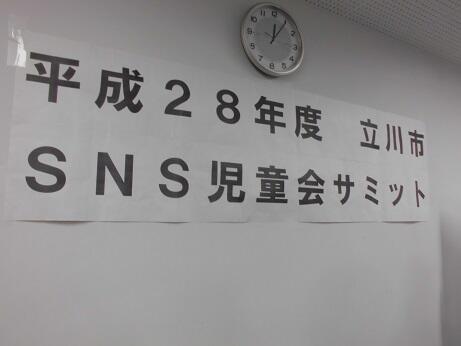 平成２８年度　立川市
ＳＮＳ児童会サミット